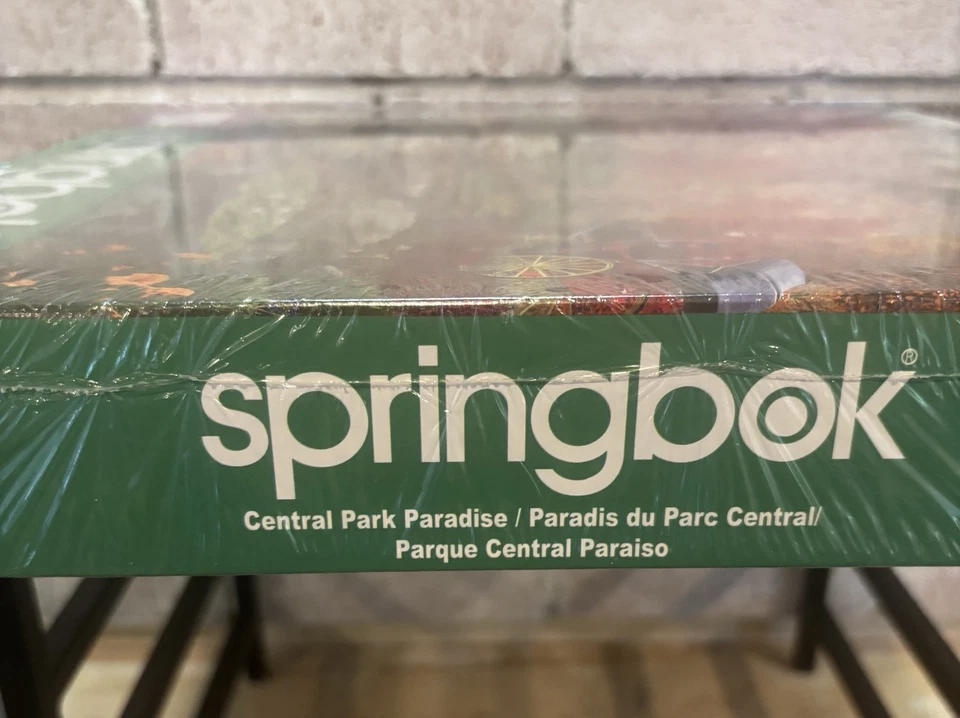 springbok®
Central Park Paradise / Paradis du Parc Central/
Parque Central Paraiso